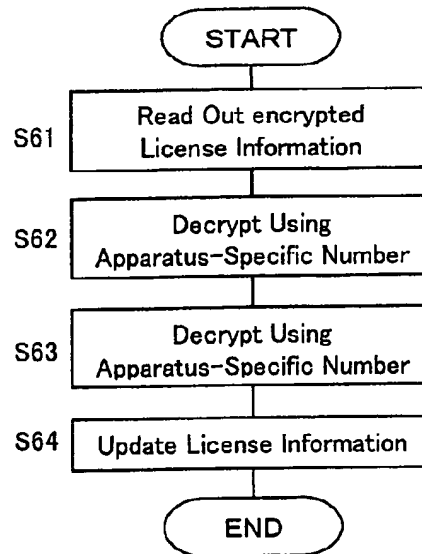 START
S61
Read Out encrypted
License Information
S62
Decrypt Using
Apparatus-Specific Number
S63
Decrypt Using
Apparatus-Specific Number
S64
Update License Information
END